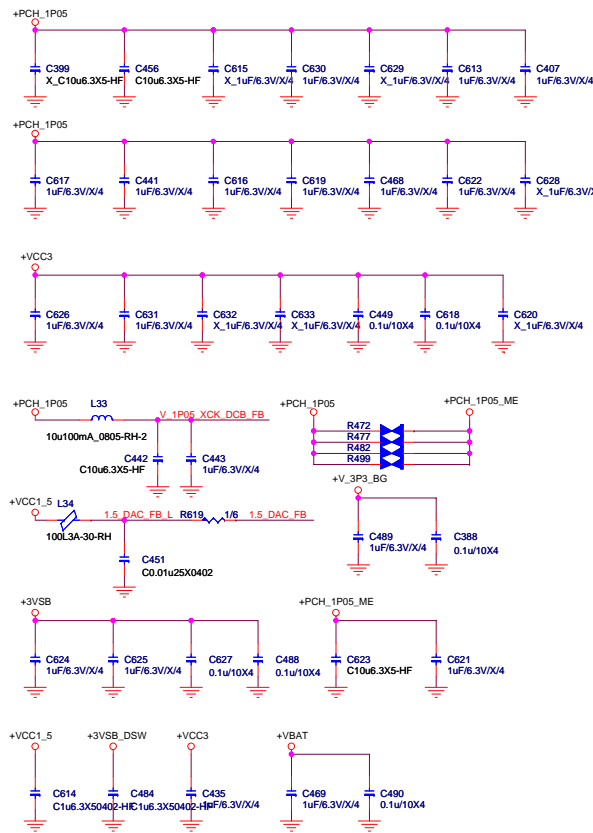 +PCH_1P05
C399 C456 C615 C630 C629 C613 C407
X_C10u6.3X5-HF C10u6.3X5-HF X_1uF/6.3V/X/4 1uF/6.3V/X/4 X_1uF/6.3V/X/4 1uF/6.3V/X/4 1uF/6.3V/X/4
+PCH_1P05
C617 C441 C616 C619 C468 C622 C628
1uF/6.3V/X/4 1uF/6.3V/X/4 1uF/6.3V/X/4 1uF/6.3V/X/4 1uF/6.3V/X/4 1uF/6.3V/X/4 X_1uF/6.3V/X
+VCC3
C626 C631 C632 C633 C449 C618 C620
1uF/6.3V/X/4 1uF/6.3V/X/4 X_1uF/6.3V/X/4 X_1uF/6.3V/X/4 0.1u/10X4 0.1u/10X4 X_1uF/6.3V/X/4
+PCH_1P05 L33 V_1P05_XCK_DCB_FB
10u100mA_0805-RH-2
C442 C443
C10u6.3X5-HF 1uF/6.3V/X/4
+PCH_1P05 +PCH_1P05_ME
R472
R477
R482
R499
+VCC1_5 L34 1.5_DAC_FB_L R619 1/6 1.5_DAC_FB
100L3A-30-RH
C451
C0.01u25X0402
+V_3P3_BG
C489 C388
1uF/6.3V/X/4 0.1u/10X4
+3VSB
C624 C625 C627 C488
1uF/6.3V/X/4 1uF/6.3V/X/4 0.1u/10X4 0.1u/10X4
+PCH_1P05_ME
C623 C621
C10u6.3X5-HF 1uF/6.3V/X/4
+VCC1_5 +3VSB_DSW +VCC3 +VBAT
C614 C484 C435 C469 C490
C1u6.3X50402-HF C1u6.3X50402-HF 1uF/6.3V/X/4 1uF/6.3V/X/4 0.1u/10X4